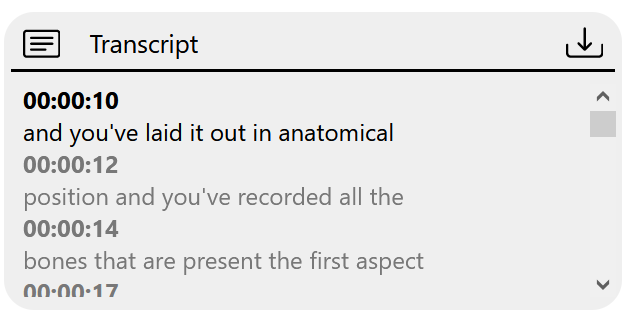 Transcript
00:00:10
and you've laid it out in anatomical
00:00:12
position and you've recorded all the
00:00:14
bones that are present the first aspect
00:00:17